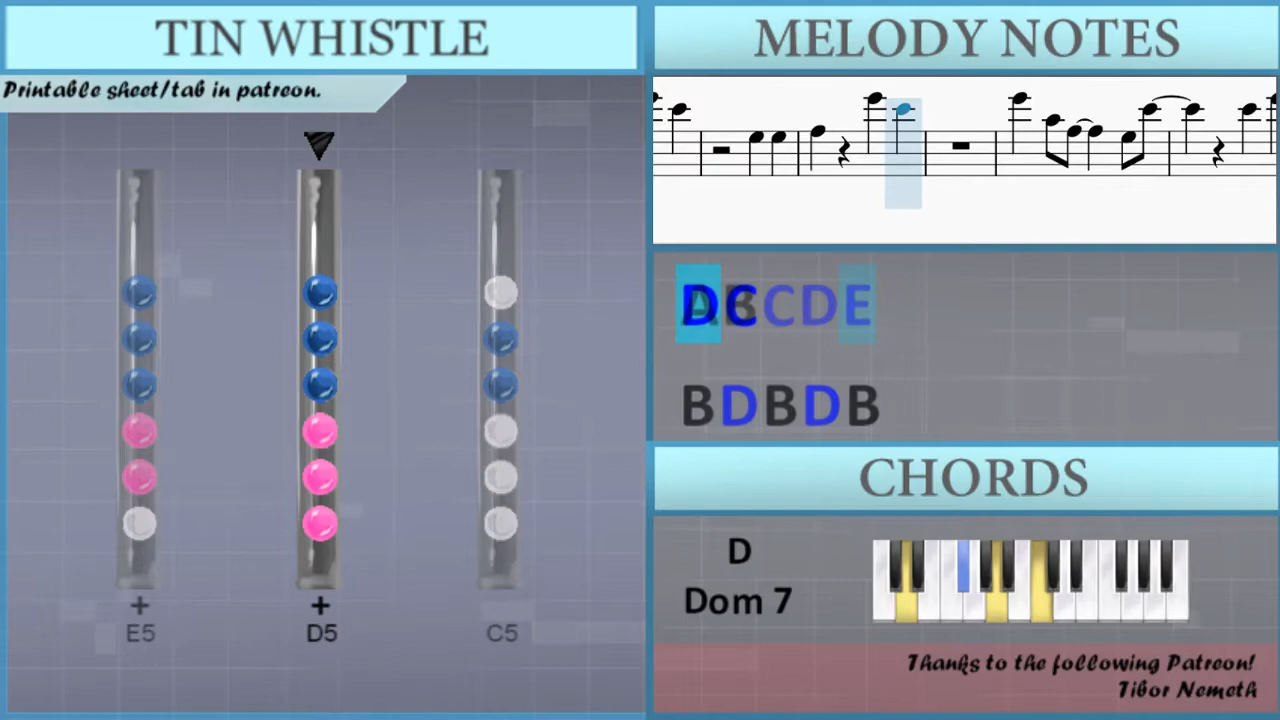 TIN WHISTLE
Printable sheet/tab in patreon.
+
E5
+
D5
C5
MELODY NOTES
DCCDE
BDBDB
CHORDS
D
Dom 7
Thanks to the following Patreon!
Tibor Nemeth